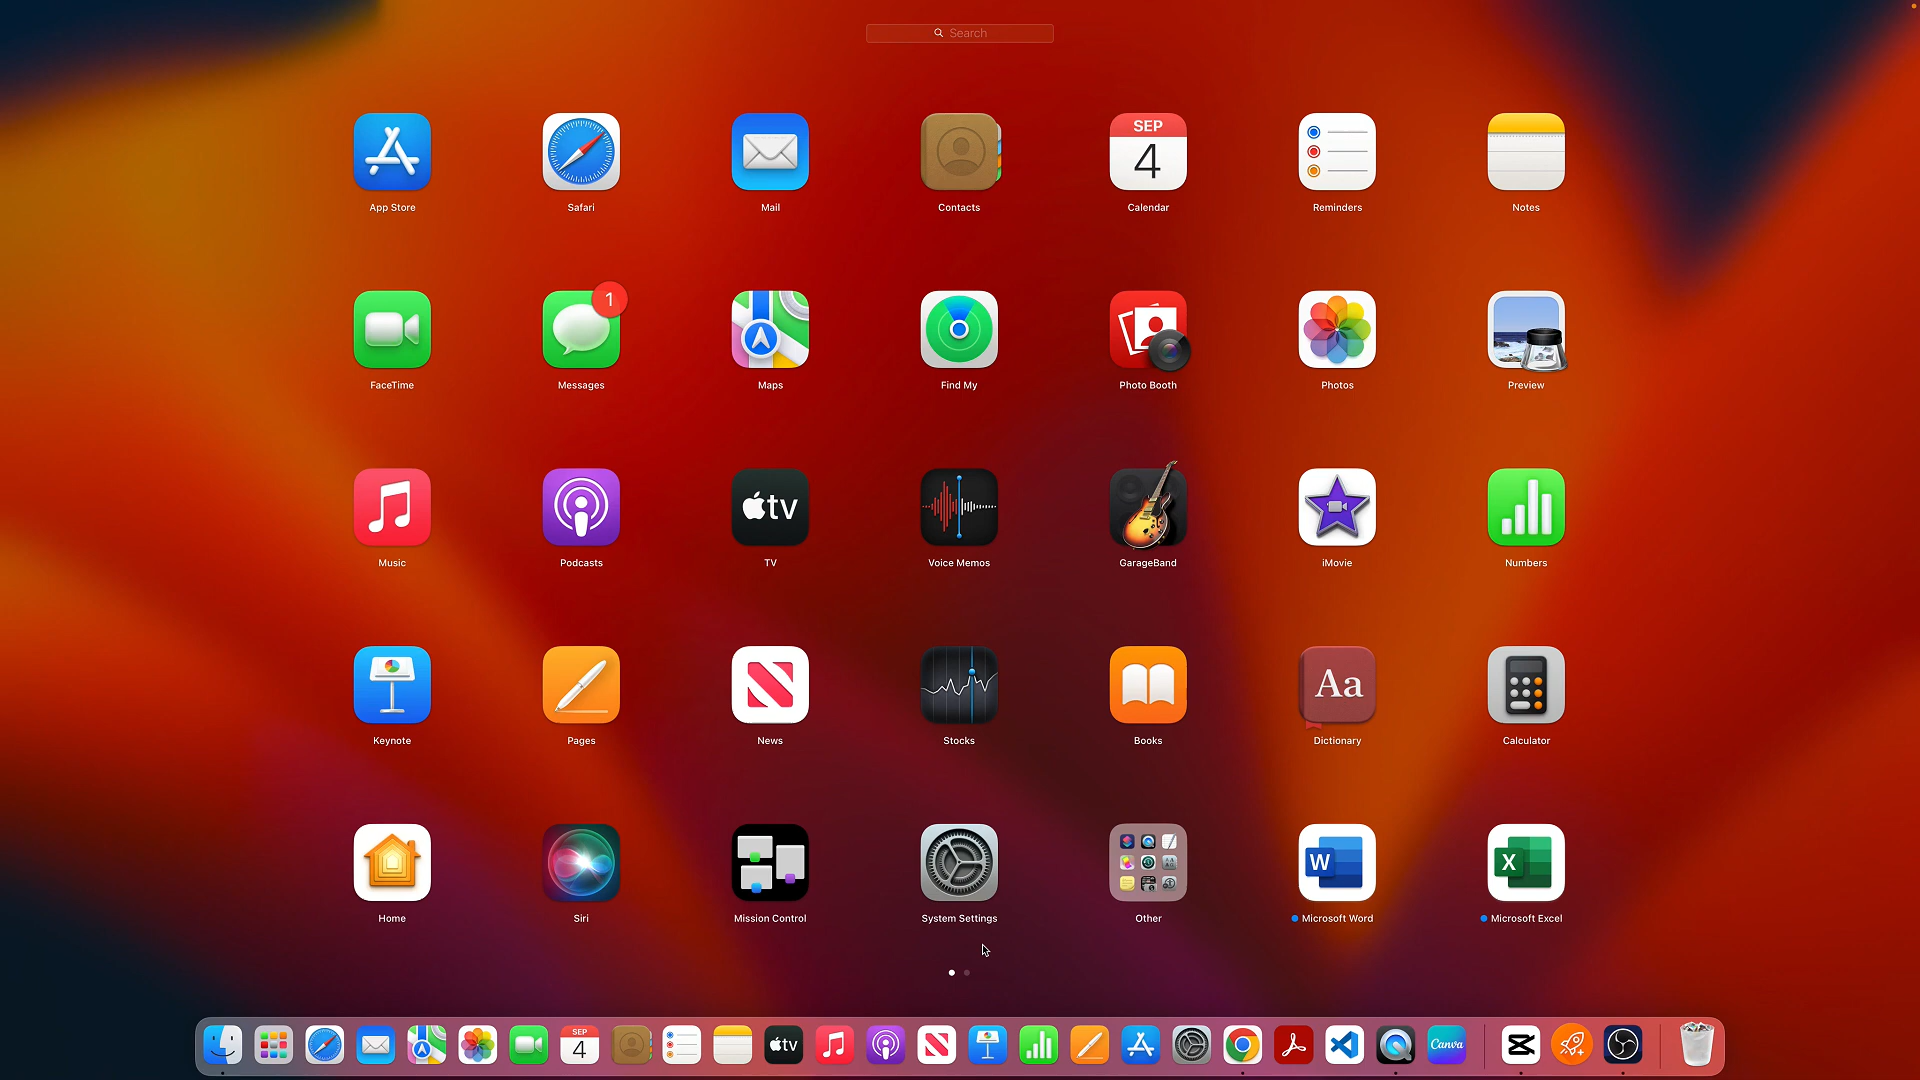 Search
App Store
Safari
Mail
Contacts
SEP
4
Calendar
Reminders
Notes
FaceTime
1
Messages
Maps
Find My
Photo Booth
Photos
Preview
Music
Podcasts
tv
TV
Voice Memos
GarageBand
iMovie
Numbers
Keynote
Pages
News
Stocks
Books
Aa
Dictionary
Calculator
Home
Siri
Mission Control
System Settings
Other
W
Microsoft Word
X
Microsoft Excel
SEP
4
tv
Canva